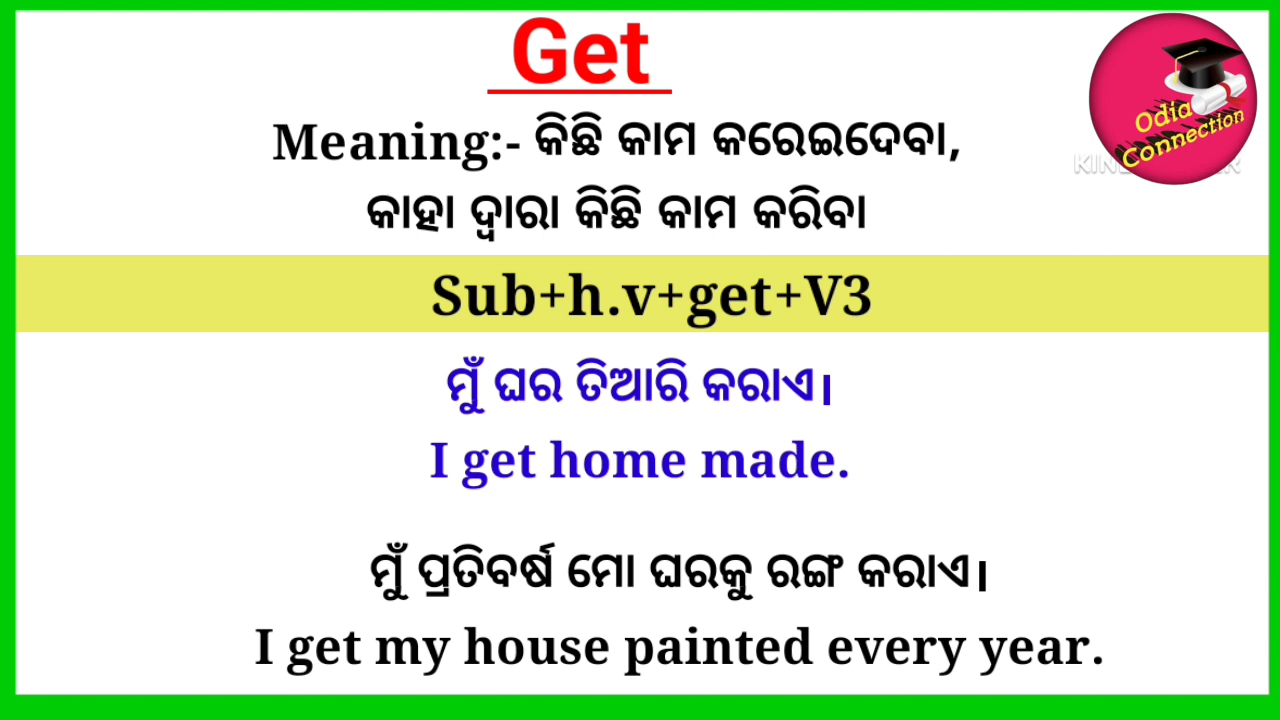 Get
Meaning:- କିଛି କାମ କରେଇଦେବା,
କାହା ଦ୍ୱାରା କିଛି କାମ କରିବା
Sub+h.v+get+V3
ମୁଁ ଘର ତିଆରି କରାଏ।
I get home made.
ମୁଁ ପ୍ରତିବର୍ଷ ମୋ ଘରକୁ ରଙ୍ଗ କରାଏ।
I get my house painted every year.
Odia
Connection